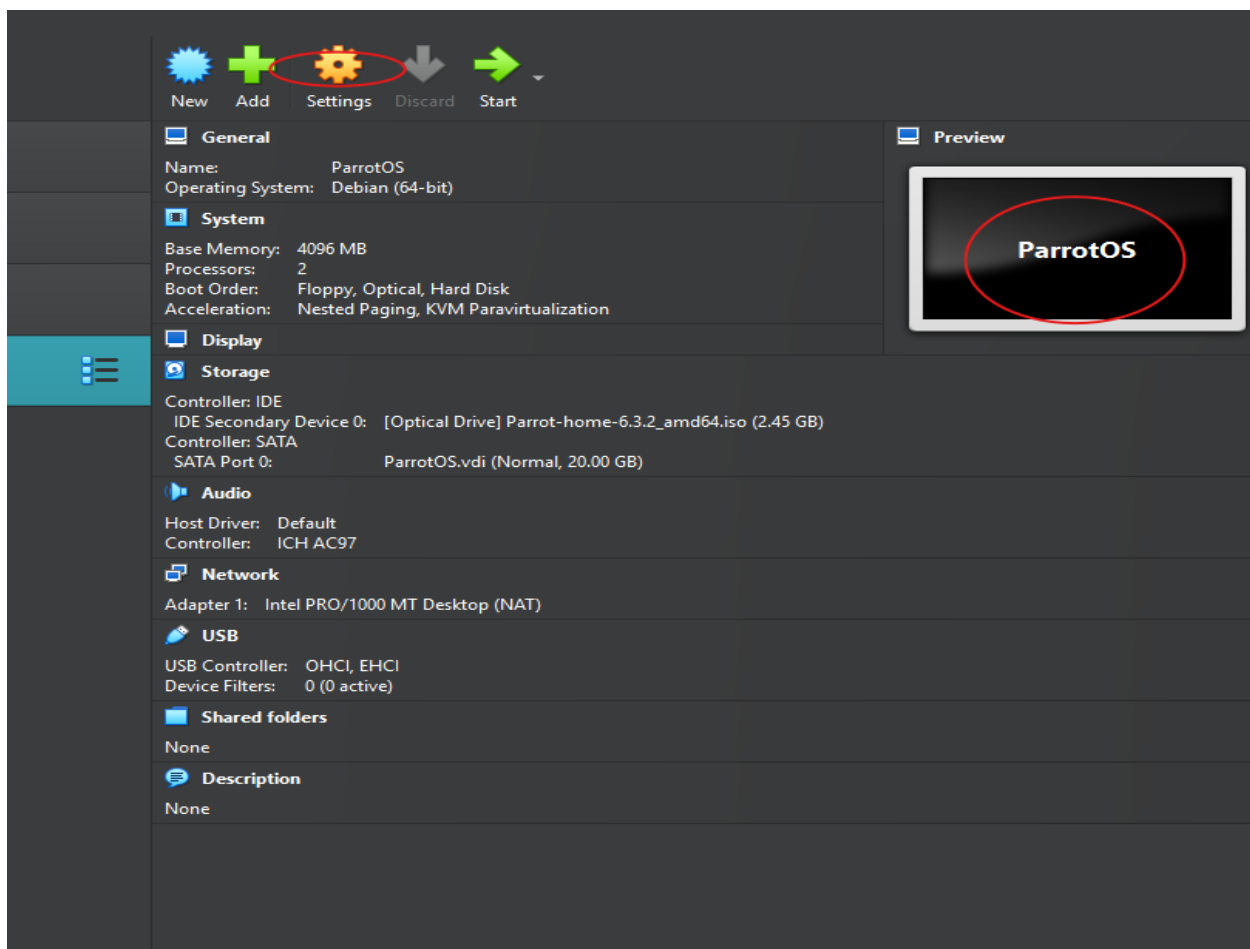 New Add Settings Discard Start
General
Name: ParrotOS
Operating System: Debian (64-bit)
Preview
ParrotOS
System
Base Memory: 4096 MB
Processors: 2
Boot Order: Floppy, Optical, Hard Disk
Acceleration: Nested Paging, KVM Paravirtualization
Display
Storage
Controller: IDE
IDE Secondary Device 0: [Optical Drive] Parrot-home-6.3.2_amd64.iso (2.45 GB)
Controller: SATA
SATA Port 0: ParrotOS.vdi (Normal, 20.00 GB)
Audio
Host Driver: Default
Controller: ICH AC97
Network
Adapter 1: Intel PRO/1000 MT Desktop (NAT)
USB
USB Controller: OHCI, EHCI
Device Filters: 0 (0 active)
Shared folders
None
Description
None